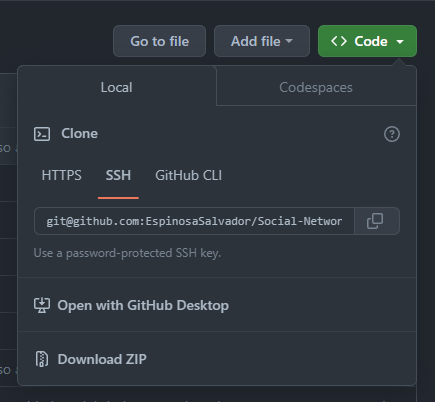 Go to file Add file Code
Local Codespaces
Clone
HTTPS SSH GitHub CLI
git@github.com:EspinosaSalvador/Social-Networ
Use a password-protected SSH key.
Open with GitHub Desktop
Download ZIP